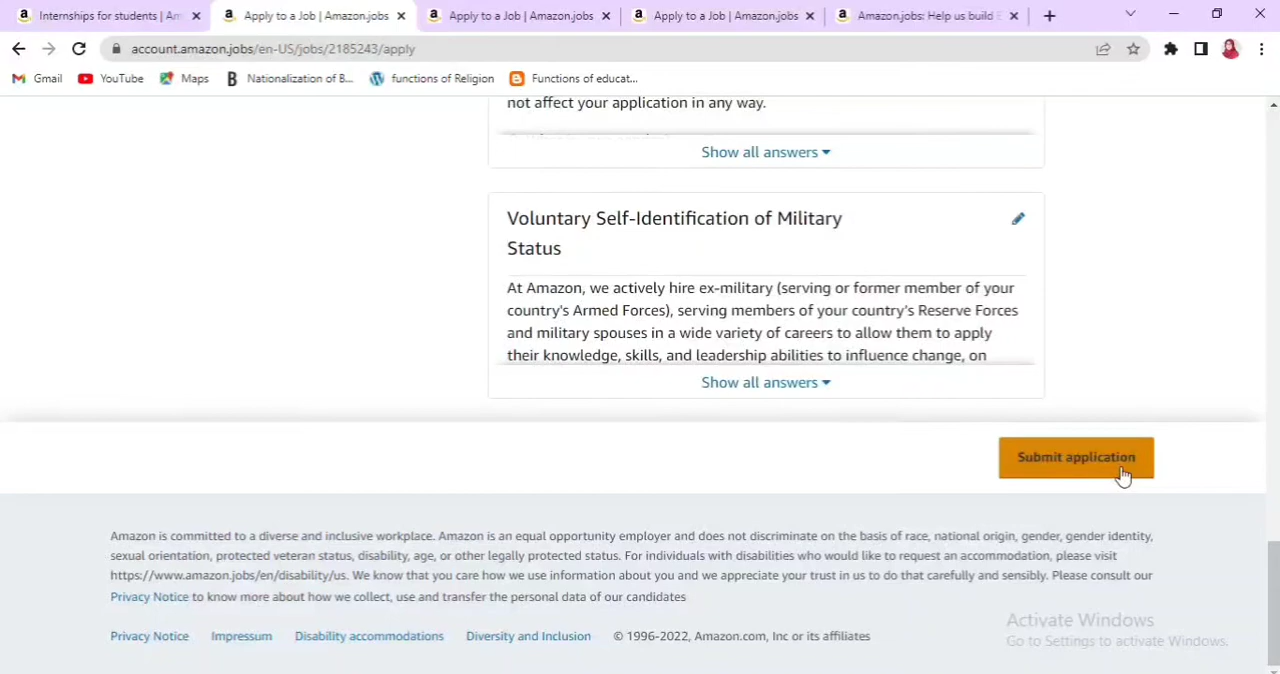 Internships for students | Am
Apply to a Job | Amazon.jobs
Apply to a Job | Amazon.jobs
Apply to a Job | Amazon.jobs
Amazon.jobs: Help us build E
account.amazon.jobs/en-US/jobs/2185243/apply
Gmail
YouTube
Maps
Nationalization of B...
functions of Religion
Functions of educat...
not affect your application in any way.
Show all answers
Voluntary Self-Identification of Military
Status
At Amazon, we actively hire ex-military (serving or former member of your
country's Armed Forces), serving members of your country's Reserve Forces
and military spouses in a wide variety of careers to allow them to apply
their knowledge, skills, and leadership abilities to influence change, on
Show all answers
Submit application
Amazon is committed to a diverse and inclusive workplace. Amazon is an equal opportunity employer and does not discriminate on the basis of race, national origin, gender, gender identity,
sexual orientation, protected veteran status, disability, age, or other legally protected status. For individuals with disabilities who would like to request an accommodation, please visit
https://www.amazon.jobs/en/disability/us. We know that you care how we use information about you and we appreciate your trust in us to do that carefully and sensibly. Please consult our
Privacy Notice to know more about how we collect, use and transfer the personal data of our candidates
Privacy Notice Impressum Disability accommodations Diversity and Inclusion © 1996-2022, Amazon.com, Inc or its affiliates
Activate Windows
Go to Settings to activate Windows.